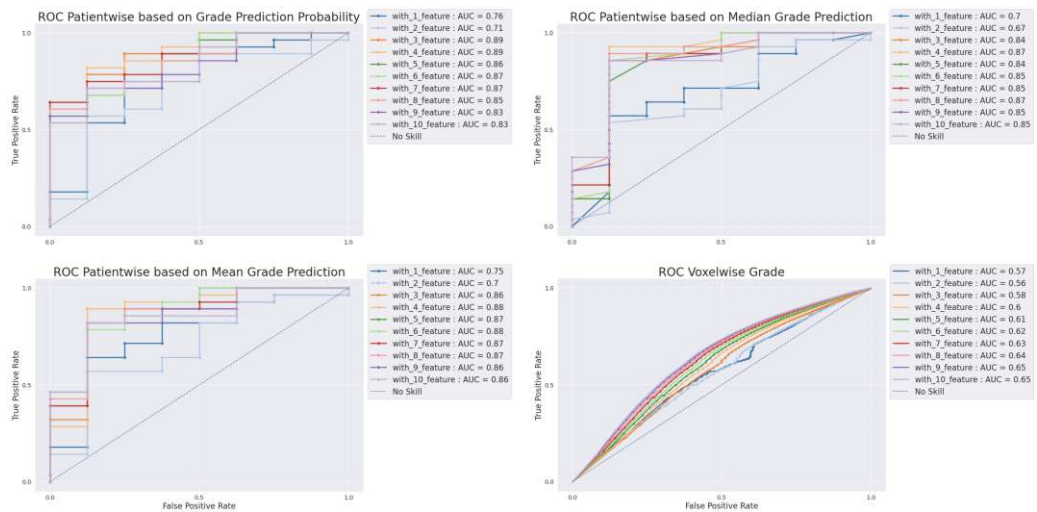 ROC Patientwise based on Grade Prediction Probability
True Positive Rate
1.0
0.5
0.0
0.0
0.5
1.0
with_1_feature : AUC = 0.76
with_2_feature : AUC = 0.71
with_3_feature : AUC = 0.89
with_4_feature : AUC = 0.89
with_5_feature : AUC = 0.86
with_6_feature : AUC = 0.87
with_7_feature : AUC = 0.87
with_8_feature : AUC = 0.85
with_9_feature : AUC = 0.83
with_10_feature : AUC = 0.83
No Skill
ROC Patientwise based on Median Grade Prediction
True Positive Rate
1.0
0.5
0.0
0.0
0.5
1.0
with_1_feature : AUC = 0.7
with_2_feature : AUC = 0.67
with_3_feature : AUC = 0.84
with_4_feature : AUC = 0.87
with_5_feature : AUC = 0.84
with_6_feature : AUC = 0.85
with_7_feature : AUC = 0.85
with_8_feature : AUC = 0.87
with_9_feature : AUC = 0.85
with_10_feature : AUC = 0.85
No Skill
ROC Patientwise based on Mean Grade Prediction
True Positive Rate
1.0
0.5
0.0
0.0
0.5
1.0
False Positive Rate
with_1_feature : AUC = 0.75
with_2_feature : AUC = 0.7
with_3_feature : AUC = 0.86
with_4_feature : AUC = 0.88
with_5_feature : AUC = 0.87
with_6_feature : AUC = 0.88
with_7_feature : AUC = 0.87
with_8_feature : AUC = 0.87
with_9_feature : AUC = 0.86
with_10_feature : AUC = 0.86
No Skill
ROC Voxelwise Grade
True Positive Rate
1.0
0.5
0.0
0.0
0.5
1.0
False Positive Rate
with_1_feature : AUC = 0.57
with_2_feature : AUC = 0.56
with_3_feature : AUC = 0.58
with_4_feature : AUC = 0.6
with_5_feature : AUC = 0.61
with_6_feature : AUC = 0.62
with_7_feature : AUC = 0.63
with_8_feature : AUC = 0.64
with_9_feature : AUC = 0.65
with_10_feature : AUC = 0.65
No Skill